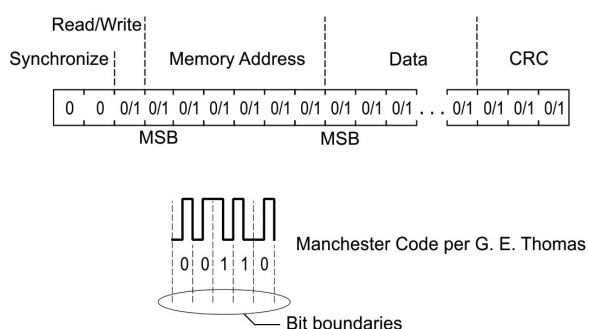 Read/Write
Synchronize Memory Address Data CRC
0 0 0/1 0/1 0/1 0/1 0/1 0/1 0/1 0/1 0/1 0/1 . . . 0/1 0/1 0/1 0/1
MSB MSB
Manchester Code per G. E. Thomas
0 0 1 1 0
Bit boundaries